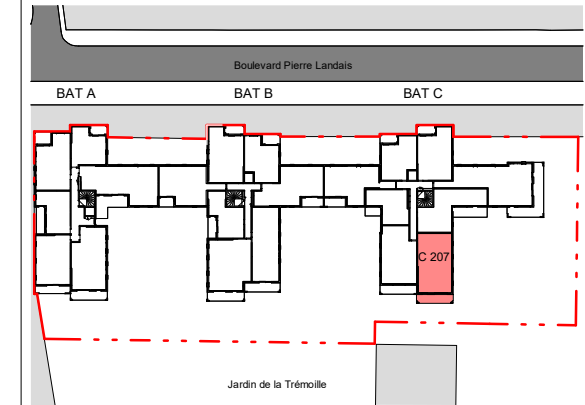 Boulevard Pierre Landais
BAT A BAT B BAT C
C 207
Jardin de la Trémoille